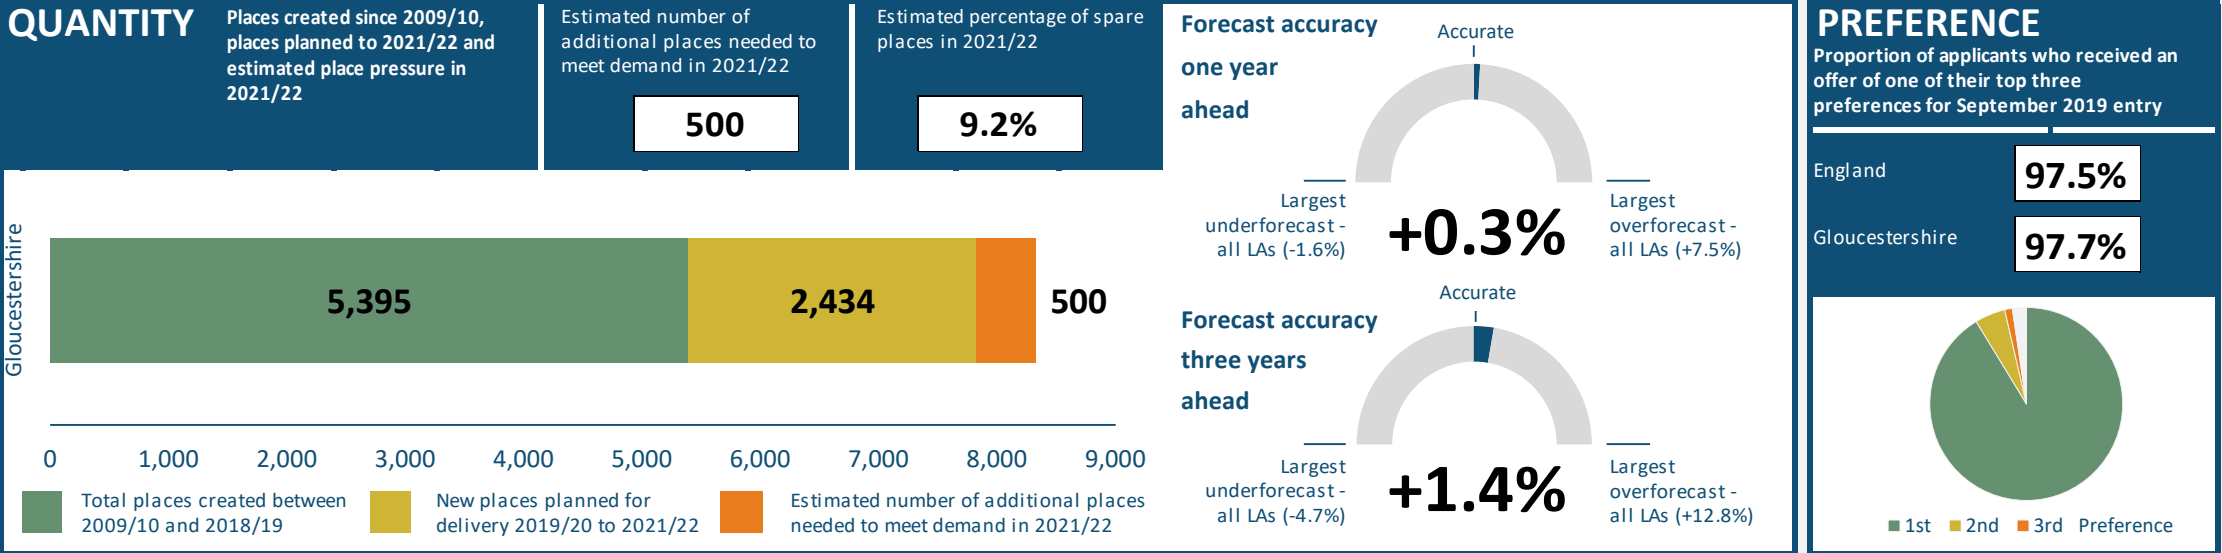 QUANTITY
Places created since 2009/10,
places planned to 2021/22 and
estimated place pressure in
2021/22
Estimated number of
additional places needed to
meet demand in 2021/22
500
Estimated percentage of spare
places in 2021/22
9.2%
Gloucestershire
5,395
2,434
500
0 1,000 2,000 3,000 4,000 5,000 6,000 7,000 8,000 9,000
Total places created between
2009/10 and 2018/19
New places planned for
delivery 2019/20 to 2021/22
Estimated number of additional places
needed to meet demand in 2021/22
Forecast accuracy
one year
ahead
Accurate
Largest
underforecast -
all LAs (-1.6%)
+0.3%
Largest
overforecast -
all LAs (+7.5%)
Forecast accuracy
three years
ahead
Accurate
Largest
underforecast -
all LAs (-4.7%)
+1.4%
Largest
overforecast -
all LAs (+12.8%)
PREFERENCE
Proportion of applicants who received an
offer of one of their top three
preferences for September 2019 entry
England
97.5%
Gloucestershire
97.7%
1st 2nd 3rd Preference